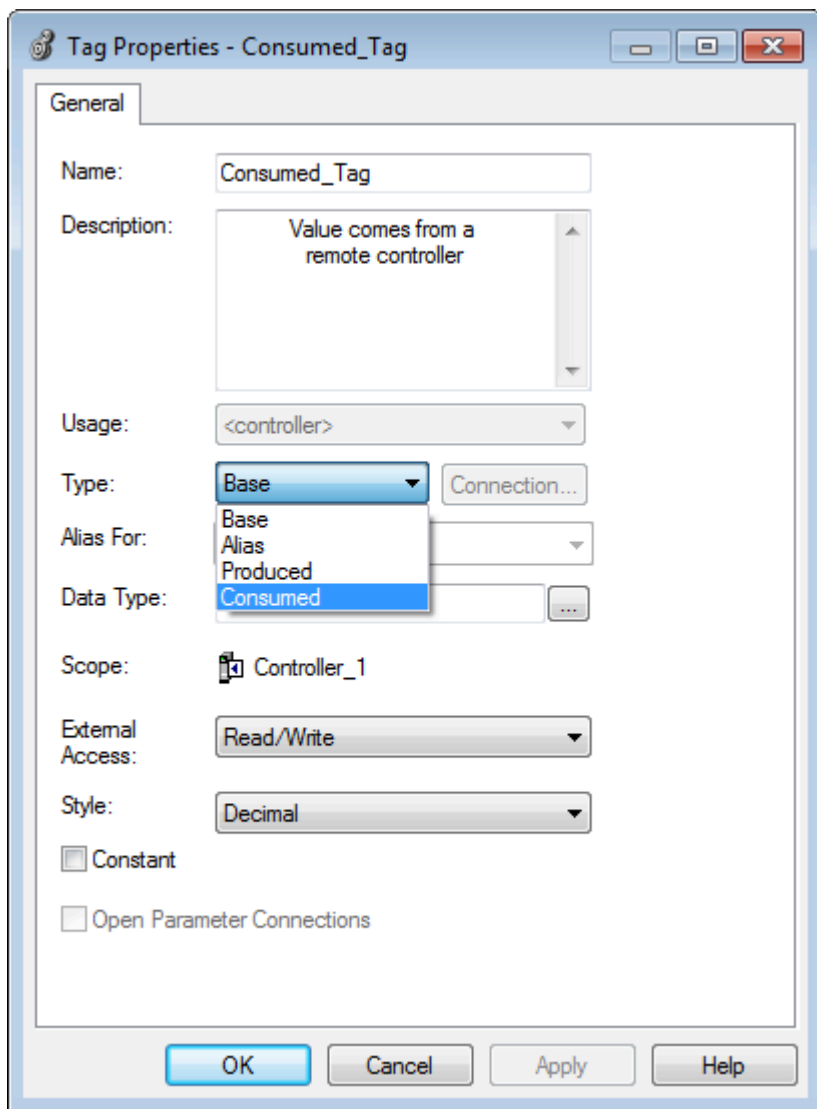 Tag Properties - Consumed_Tag
General
Name:
Consumed_Tag
Description:
Value comes from a
remote controller
Usage:
<controller>
Type:
Base
Connection...
Base
Alias For:
Alias
Produced
Data Type:
Consumed
...
Scope:
Controller_1
External
Access:
Read/Write
Style:
Decimal
Constant
Open Parameter Connections
OK
Cancel
Apply
Help